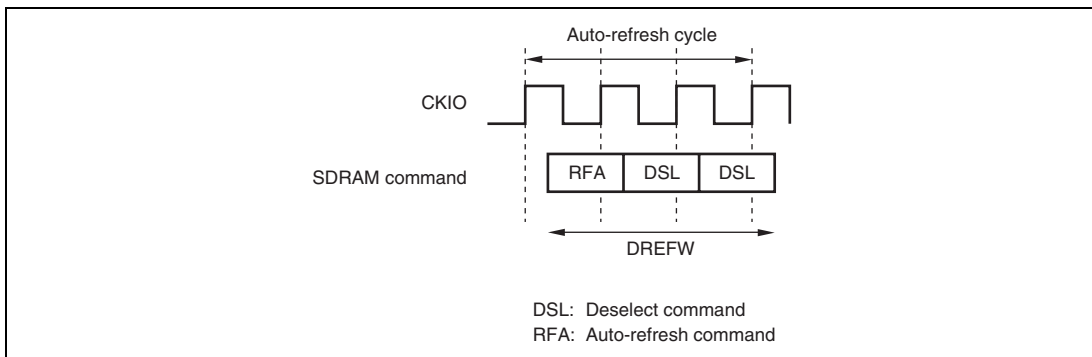 Auto-refresh cycle
CKIO
SDRAM command
RFA DSL DSL
DREFW
DSL: Deselect command
RFA: Auto-refresh command